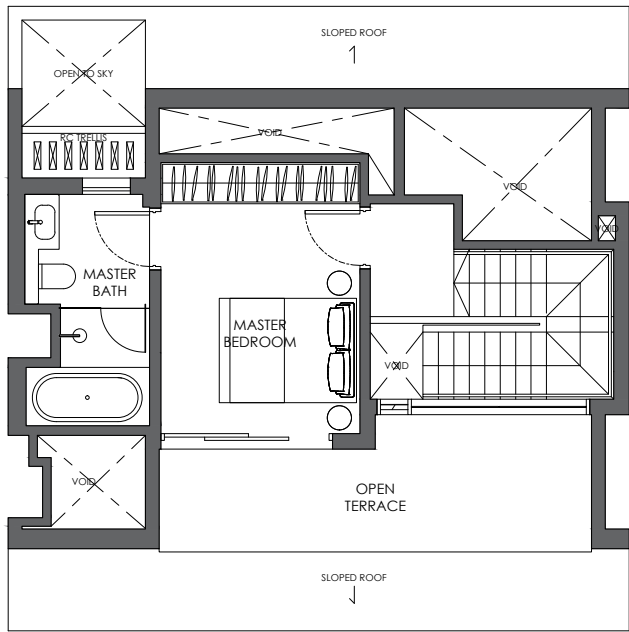 SLOPED ROOF
OPEN TO SKY
RC TRELLIS
VOID
VOID
VOID
MASTER
BATH
MASTER
BEDROOM
VOID
VOID
OPEN
TERRACE
SLOPED ROOF